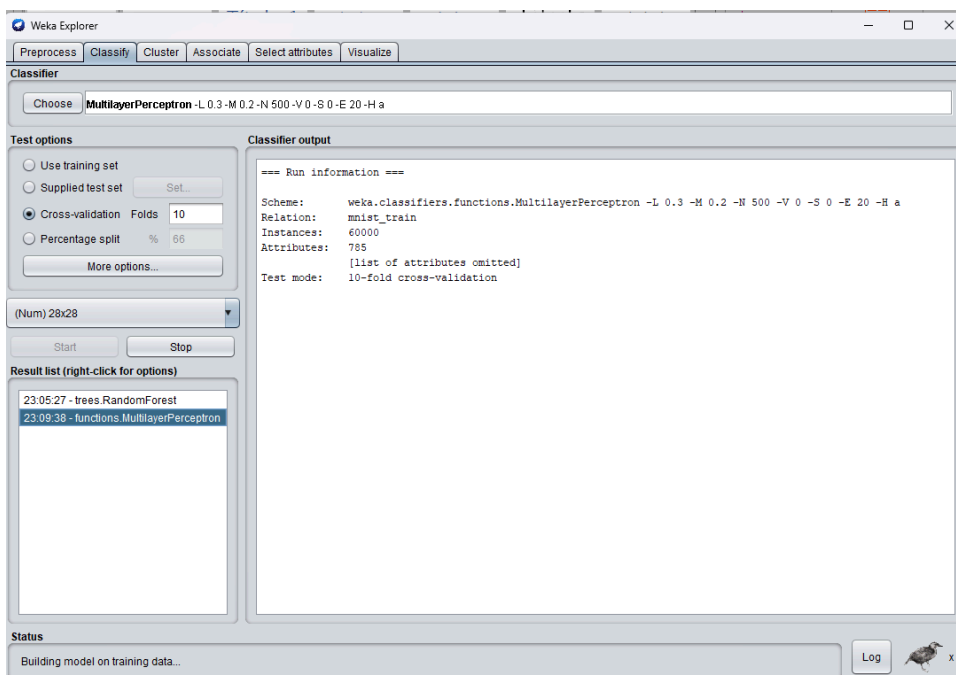 Weka Explorer
Preprocess Classify Cluster Associate Select attributes Visualize
Classifier
Choose MultilayerPerceptron -L 0.3 -M 0.2 -N 500 -V 0 -S 0 -E 20 -H a
Test options
Use training set
Supplied test set Set...
Cross-validation Folds 10
Percentage split % 66
More options...
(Num) 28x28
Start Stop
Result list (right-click for options)
23:05:27 - trees.RandomForest
23:09:38 - functions.MultilayerPerceptron
Classifier output
=== Run information ===
Scheme: weka.classifiers.functions.MultilayerPerceptron -L 0.3 -M 0.2 -N 500 -V 0 -S 0 -E 20 -H a
Relation: mnist_train
Instances: 60000
Attributes: 785
[list of attributes omitted]
Test mode: 10-fold cross-validation
Status
Building model on training data...
Log
x